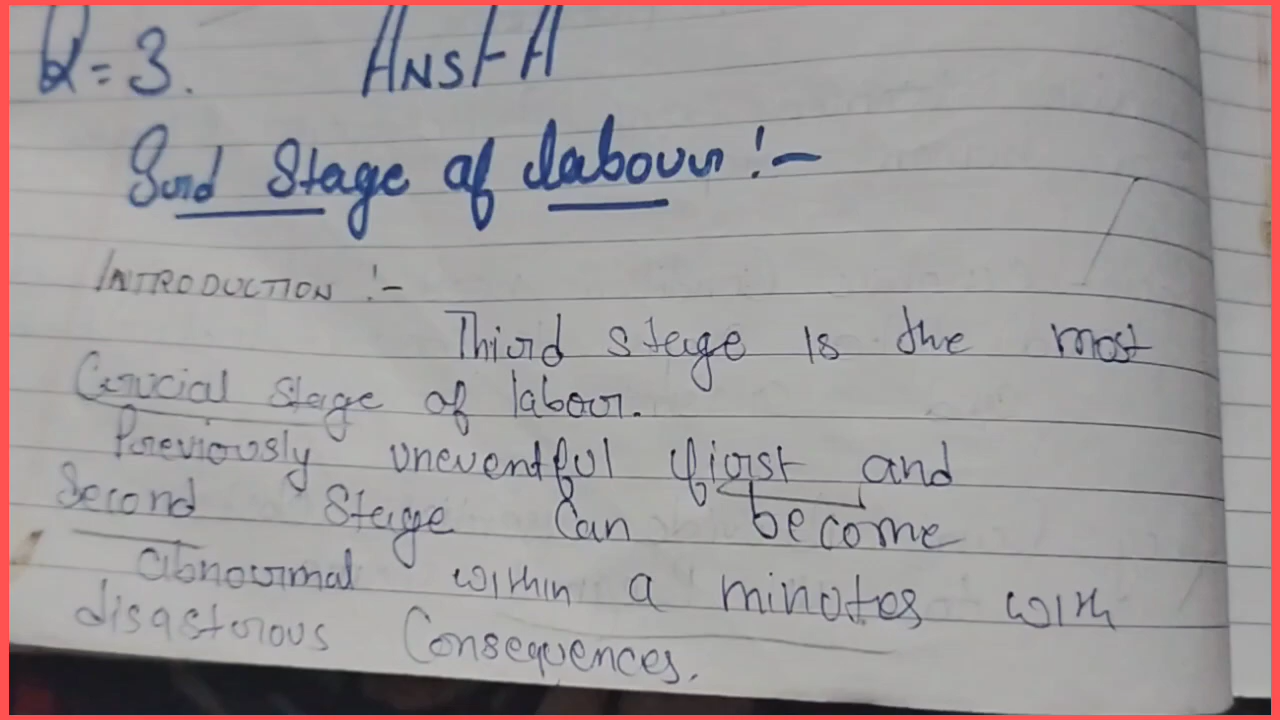 Q=3. Ans+A
3rd Stage of labour :-
INTRODUCTION :-
Third stage is the most
Crucial stage of labour.
Previously uneventful first and
Second Stage Can become
abnormal within a minutes with
disasterous Consequences.